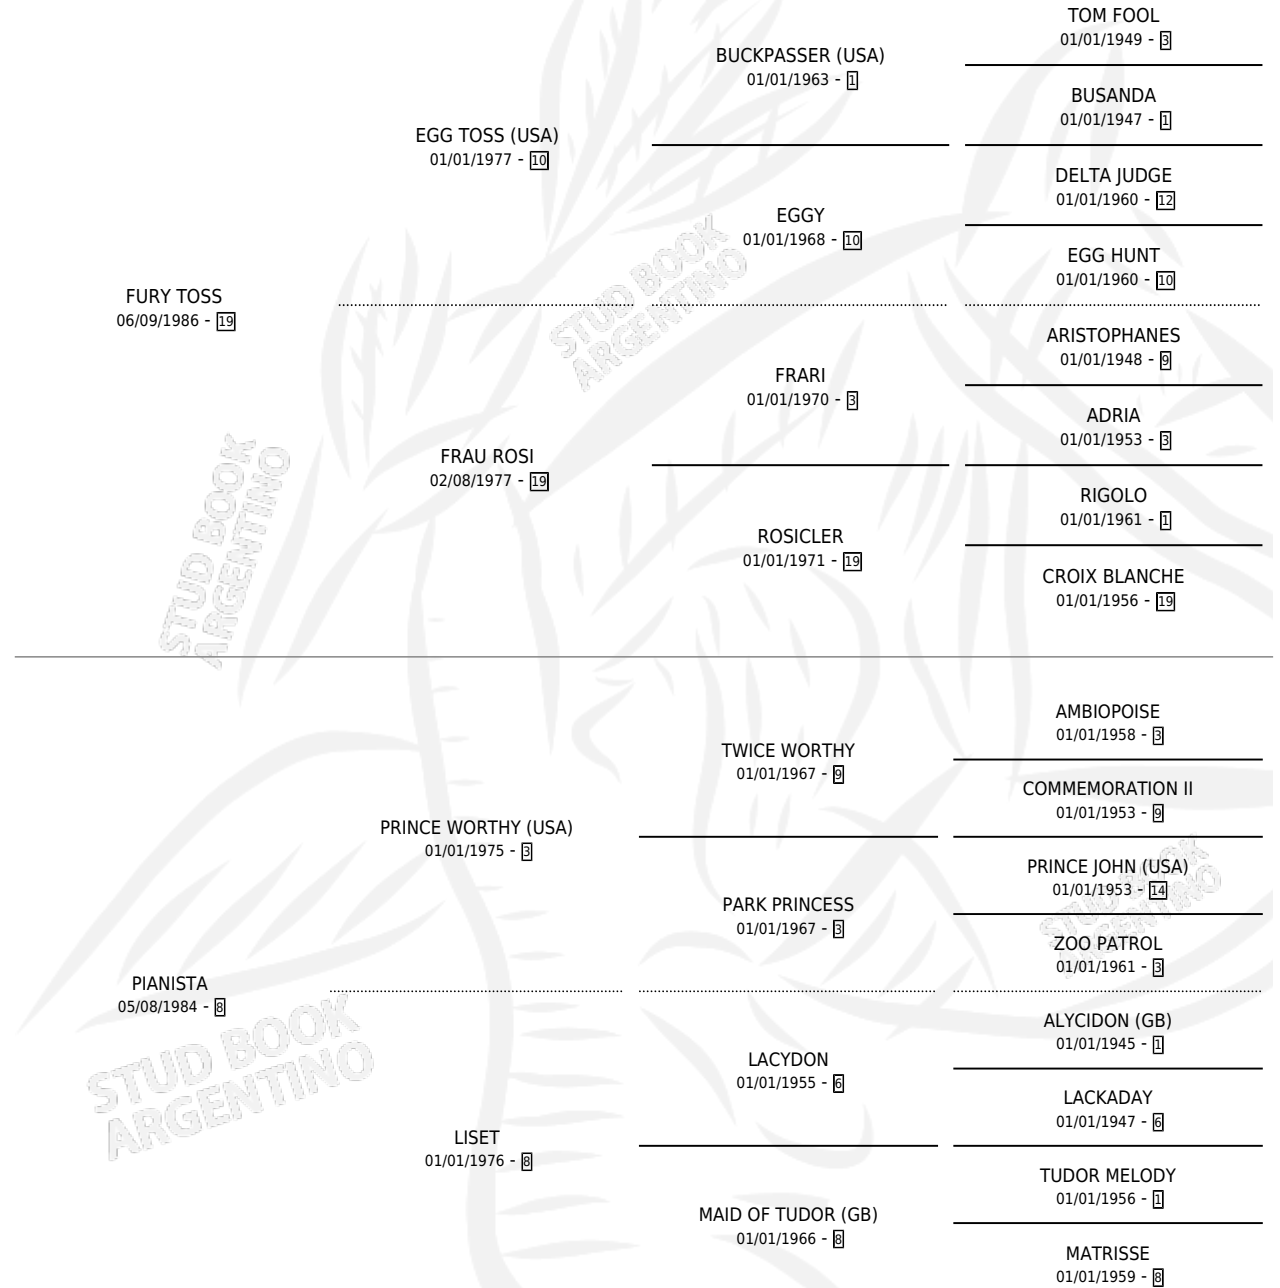 TOM FOOL
01/01/1949 - 3
BUCKPASSER (USA)
01/01/1963 - 1
BUSANDA
01/01/1947 - 1
EGG TOSS (USA)
01/01/1977 - 10
DELTA JUDGE
01/01/1960 - 12
EGGY
01/01/1968 - 10
EGG HUNT
01/01/1960 - 10
FURY TOSS
06/09/1986 - 19
ARISTOPHANES
01/01/1948 - 9
FRARI
01/01/1970 - 3
ADRIA
01/01/1953 - 3
FRAU ROSI
02/08/1977 - 19
RIGOLO
01/01/1961 - 1
ROSICLER
01/01/1971 - 19
CROIX BLANCHE
01/01/1956 - 19
AMBIOPOISE
01/01/1958 - 3
TWICE WORTHY
01/01/1967 - 9
COMMEMORATION II
01/01/1953 - 9
PRINCE WORTHY (USA)
01/01/1975 - 3
PRINCE JOHN (USA)
01/01/1953 - 14
PARK PRINCESS
01/01/1967 - 3
ZOO PATROL
01/01/1961 - 3
PIANISTA
05/08/1984 - 8
ALYCIDON (GB)
01/01/1945 - 1
LACYDON
01/01/1955 - 6
LACKADAY
01/01/1947 - 6
LISET
01/01/1976 - 8
TUDOR MELODY
01/01/1956 - 1
MAID OF TUDOR (GB)
01/01/1966 - 8
MATRISSE
01/01/1959 - 8
STUD BOOK
ARGENTINO
STUD BOOK
ARGENTINO
STUD BOOK
ARGENTINO
STUD BOOK
ARGENTINO